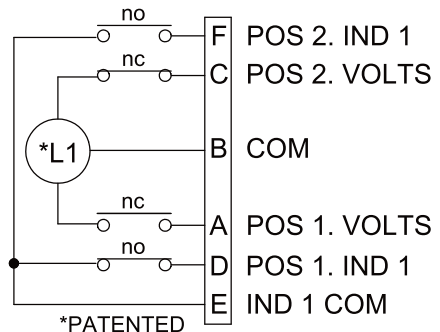 no
F POS 2. IND 1
nc
C POS 2. VOLTS
*L1
B COM
nc
A POS 1. VOLTS
no
D POS 1. IND 1
E IND 1 COM
*PATENTED